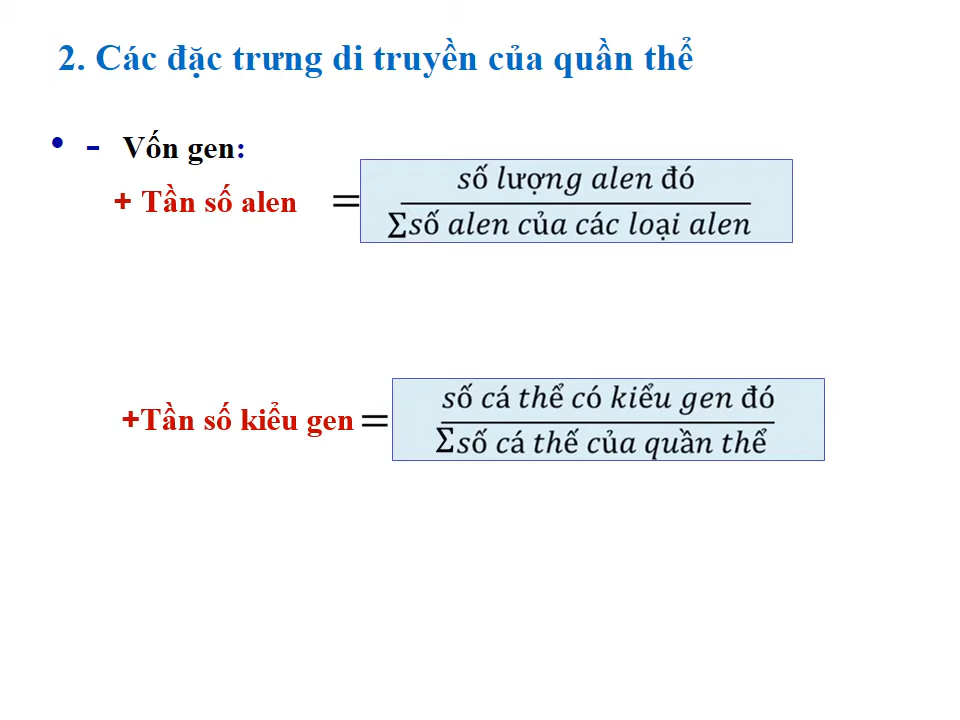 2. Các đặc trưng di truyền của quần thể
• - Vốn gen:
+ Tần số alen = số lượng alen đó
∑số alen của các loại alen
+Tần số kiểu gen = số cá thể có kiểu gen đó
∑số cá thế của quần thể